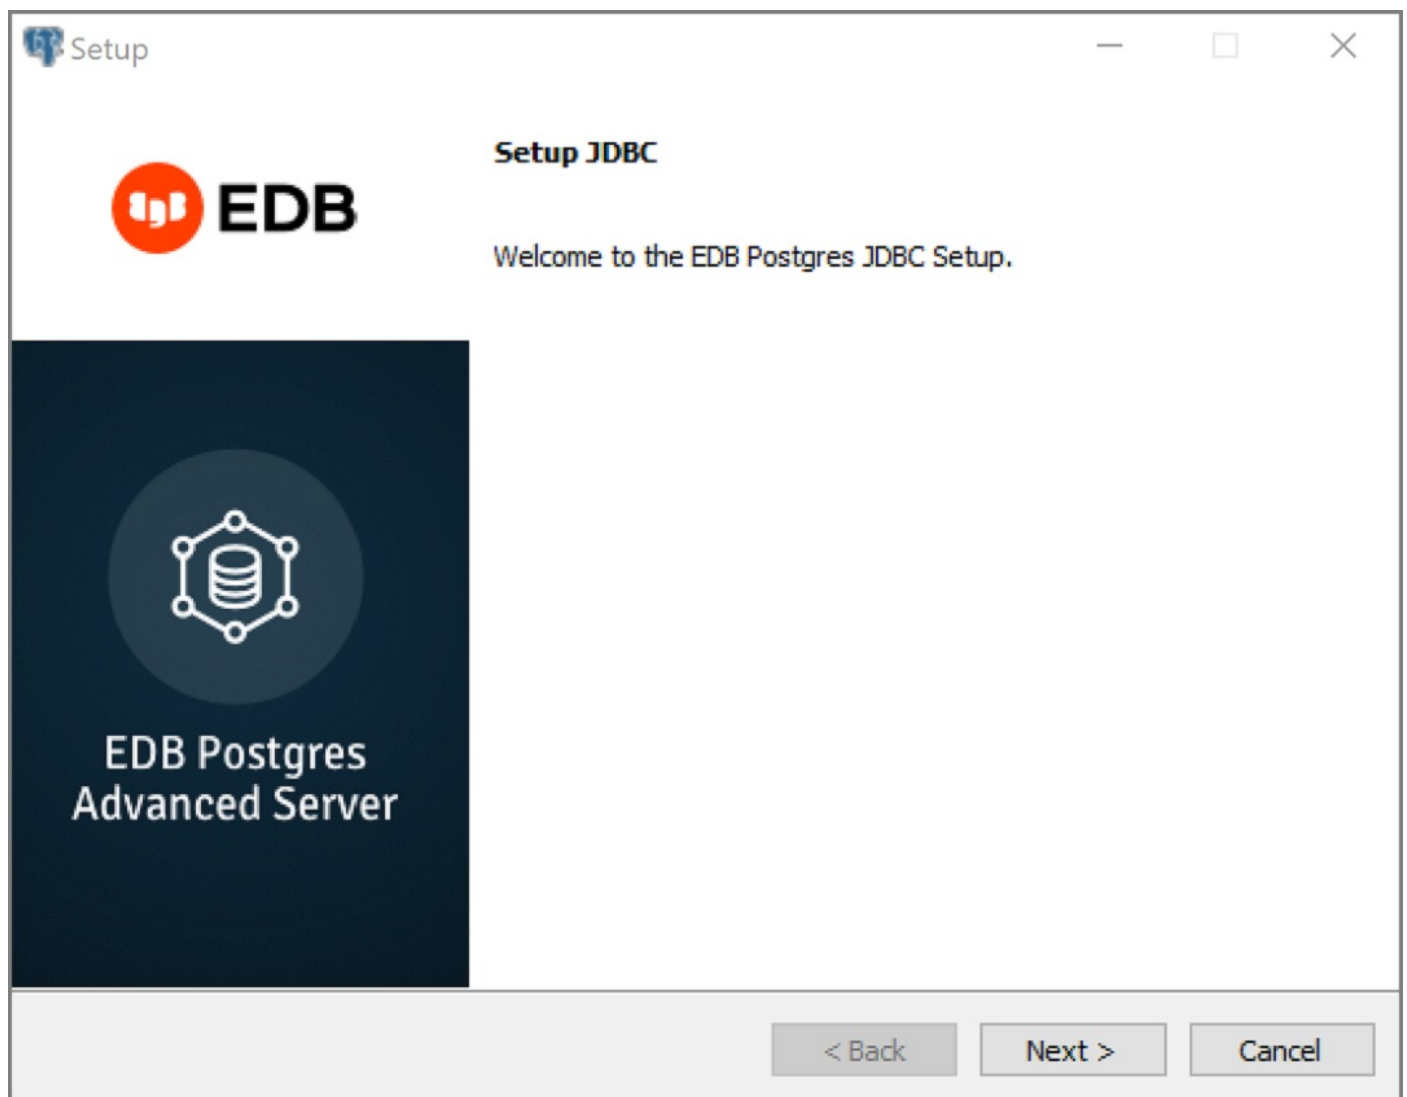 Setup
EDB
Setup JDBC
Welcome to the EDB Postgres JDBC Setup.
EDB Postgres
Advanced Server
< Back
Next >
Cancel